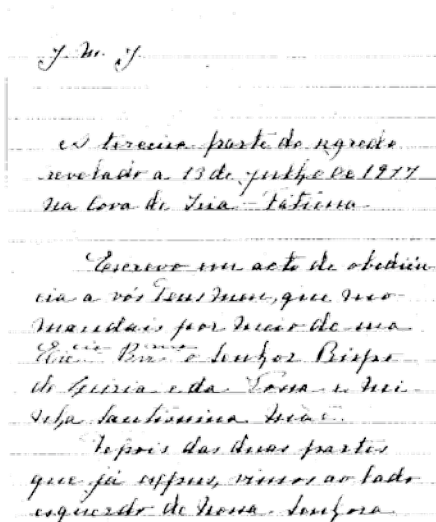 J. M. J.
A terceira parte do segredo
revelado a 13 de julho de 1917
na Cova de Iria – Fátima.
Escrevo em acto de obediên-
cia a vós Deus meu, que mo
mandais por meio de sua
Ex.cia Rev.ma o Senhor Bispo
de Leiria e da Vossa e mi-
nha Santíssima Mãe.
Depois das duas partes
que já expus, vimos ao lado
esquerdo de Nossa Senhora